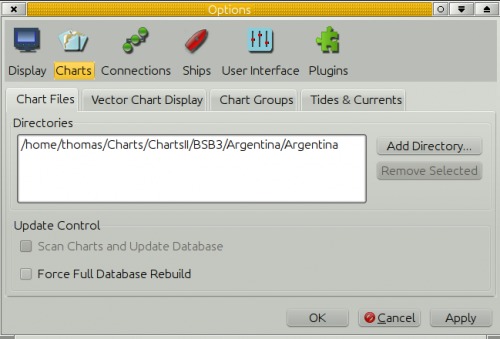 Options
Display Charts Connections Ships User Interface Plugins
Chart Files Vector Chart Display Chart Groups Tides & Currents
Directories
/home/thomas/Charts/ChartsII/BSB3/Argentina/Argentina
Add Directory...
Remove Selected
Update Control
Scan Charts and Update Database
Force Full Database Rebuild
OK Cancel Apply